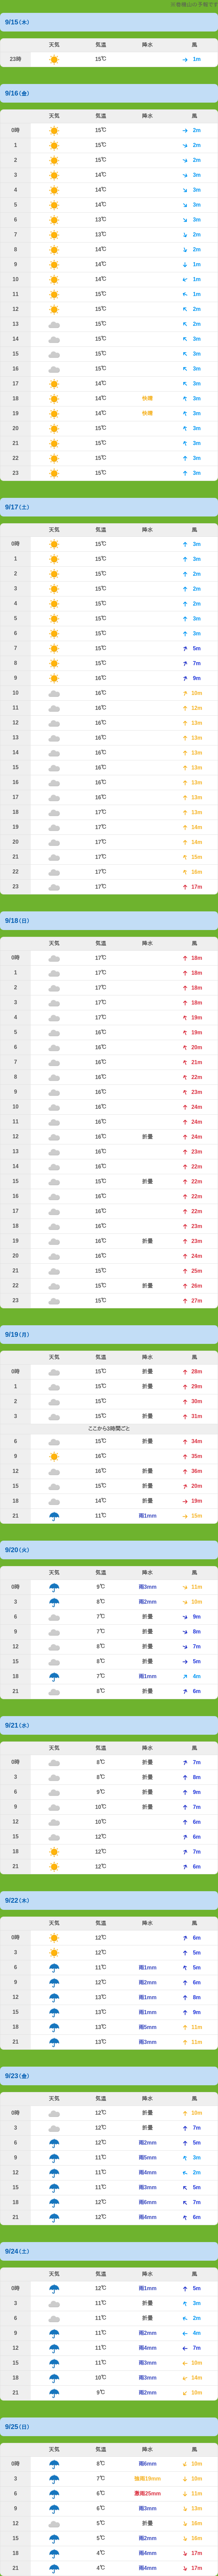 の予報です
9/15（木）
天気 気温 降水 風
23時 15℃ 1m
9/16（金）
天気 気温 降水 風
0時 15℃ 2m
1 15℃ 2m
2 15℃ 2m
3 14℃ 3m
4 14℃ 3m
5 14℃ 3m
6 13℃ 3m
7 13℃ 2m
8 14℃ 2m
9 14℃ 1m
10 14℃ 1m
11 15℃ 1m
12 15℃ 2m
13 15℃ 2m
14 15℃ 3m
15 15℃ 3m
16 15℃ 3m
17 14℃ 3m
18 14℃ 快晴 3m
19 14℃ 快晴 3m
20 15℃ 3m
21 15℃ 3m
22 15℃ 3m
23 15℃ 3m
9/17（土）
天気 気温 降水 風
0時 15℃ 3m
1 15℃ 3m
2 15℃ 2m
3 15℃ 2m
4 15℃ 2m
5 15℃ 3m
6 15℃ 3m
7 15℃ 5m
8 15℃ 7m
9 16℃ 9m
10 16℃ 10m
11 16℃ 12m
12 16℃ 13m
13 16℃ 13m
14 16℃ 13m
15 16℃ 13m
16 16℃ 13m
17 16℃ 13m
18 17℃ 13m
19 17℃ 14m
20 17℃ 14m
21 17℃ 15m
22 17℃ 16m
23 17℃ 17m
9/18（日）
天気 気温 降水 風
0時 17℃ 18m
1 17℃ 18m
2 17℃ 18m
3 17℃ 18m
4 17℃ 19m
5 16℃ 19m
6 16℃ 20m
7 16℃ 21m
8 16℃ 22m
9 16℃ 23m
10 16℃ 24m
11 16℃ 24m
12 16℃ 折曇 24m
13 16℃ 23m
14 16℃ 22m
15 16℃ 折曇 22m
16 16℃ 22m
17 16℃ 22m
18 16℃ 23m
19 16℃ 折曇 23m
20 16℃ 24m
21 15℃ 25m
22 15℃ 折曇 26m
23 15℃ 27m
9/19（月）
天気 気温 降水 風
0時 15℃ 折曇 28m
1 15℃ 折曇 29m
2 15℃ 30m
3 15℃ 折曇 31m
ここから3時間ごと
6 15℃ 折曇 34m
9 16℃ 35m
12 16℃ 折曇 36m
15 15℃ 折曇 20m
18 14℃ 折曇 19m
21 11℃ 雨1mm 15m
9/20（火）
天気 気温 降水 風
0時 9℃ 雨3mm 11m
3 8℃ 雨2mm 10m
6 7℃ 折曇 9m
9 7℃ 折曇 8m
12 8℃ 折曇 7m
15 8℃ 折曇 5m
18 7℃ 雨1mm 4m
21 8℃ 折曇 6m
9/21（水）
天気 気温 降水 風
0時 8℃ 折曇 7m
3 8℃ 折曇 8m
6 9℃ 折曇 9m
9 10℃ 折曇 7m
12 10℃ 6m
15 12℃ 6m
18 12℃ 7m
21 12℃ 6m
9/22（木）
天気 気温 降水 風
0時 12℃ 6m
3 12℃ 5m
6 11℃ 雨1mm 5m
9 12℃ 雨2mm 6m
12 13℃ 雨1mm 8m
15 13℃ 雨1mm 9m
18 13℃ 雨5mm 11m
21 13℃ 雨3mm 11m
9/23（金）
天気 気温 降水 風
0時 12℃ 折曇 10m
3 12℃ 折曇 7m
6 12℃ 雨2mm 5m
9 11℃ 雨5mm 3m
12 11℃ 雨4mm 2m
15 11℃ 雨3mm 5m
18 12℃ 雨6mm 7m
21 12℃ 雨4mm 6m
9/24（土）
天気 気温 降水 風
0時 12℃ 雨1mm 5m
3 11℃ 折曇 3m
6 11℃ 折曇 2m
9 11℃ 雨2mm 4m
12 11℃ 雨4mm 7m
15 11℃ 雨3mm 10m
18 10℃ 雨3mm 14m
21 9℃ 雨2mm 10m
9/25（日）
天気 気温 降水 風
0時 8℃ 雨6mm 10m
3 7℃ 強雨19mm 10m
6 6℃ 激雨25mm 11m
9 6℃ 雨3mm 13m
12 5℃ 折曇 16m
15 5℃ 雨2mm 16m
18 4℃ 雨4mm 17m
21 4℃ 雨4mm 17m